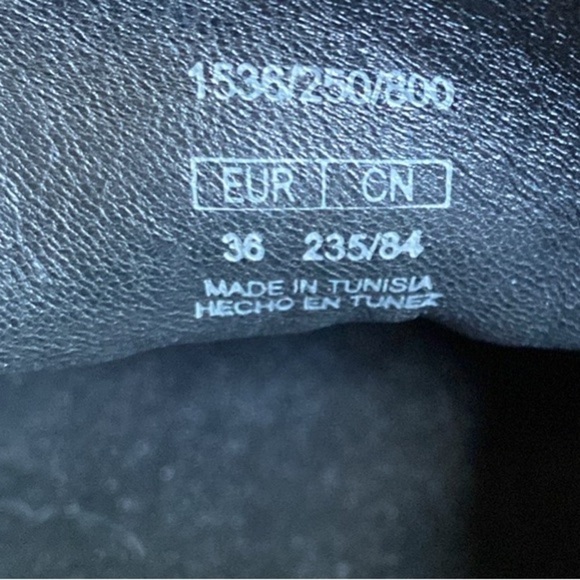 1536/250/800
EUR CN
36 235/84
MADE IN TUNISIA
HECHO EN TUNEZ